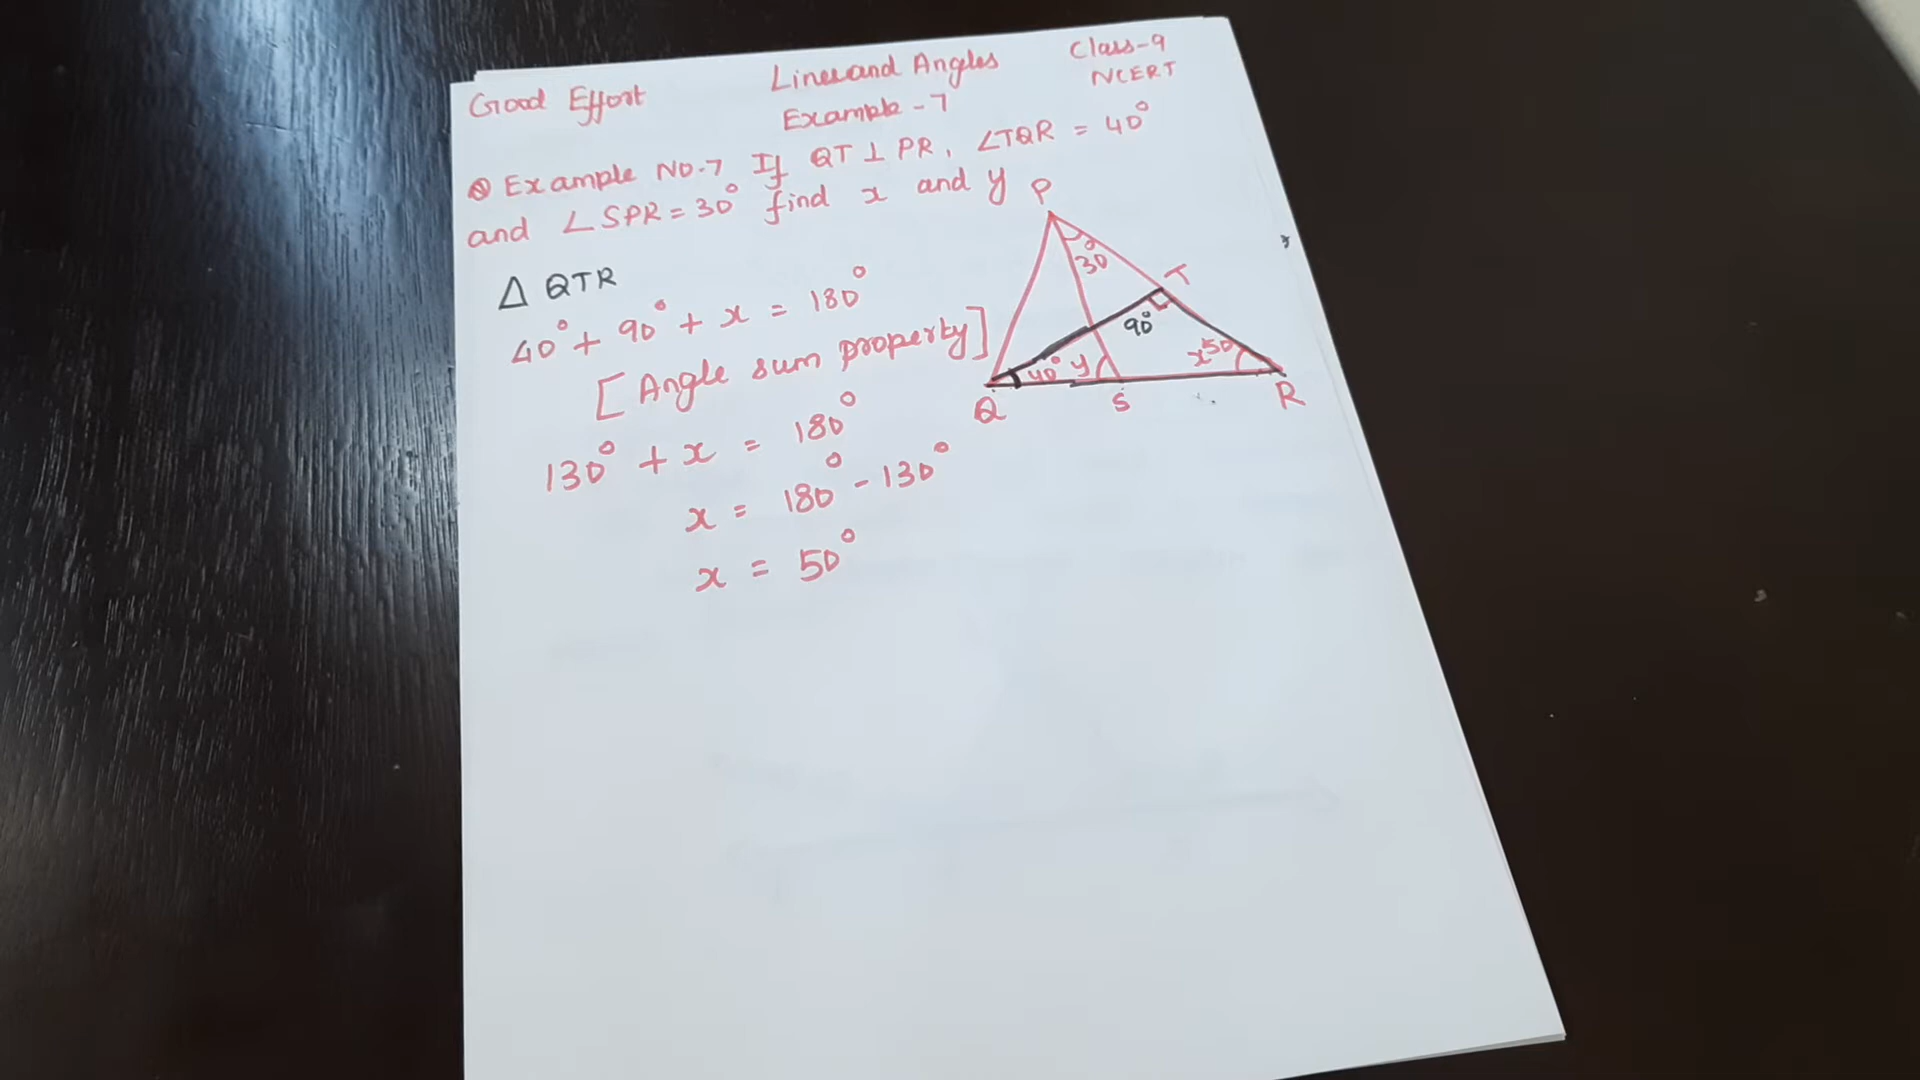 Good Effort
Lines and Angles
Example-7
Class-9
NCERT
Example No.7 If QT ⊥ PR, ∠TQR = 40°
and ∠SPR = 30° find x and y
△ QTR
40° + 90° + x = 180°
[Angle sum property]
130° + x = 180°
x = 180° - 130°
x = 50°
P
30°
T
90°
40°
y
x
50
Q
S
R